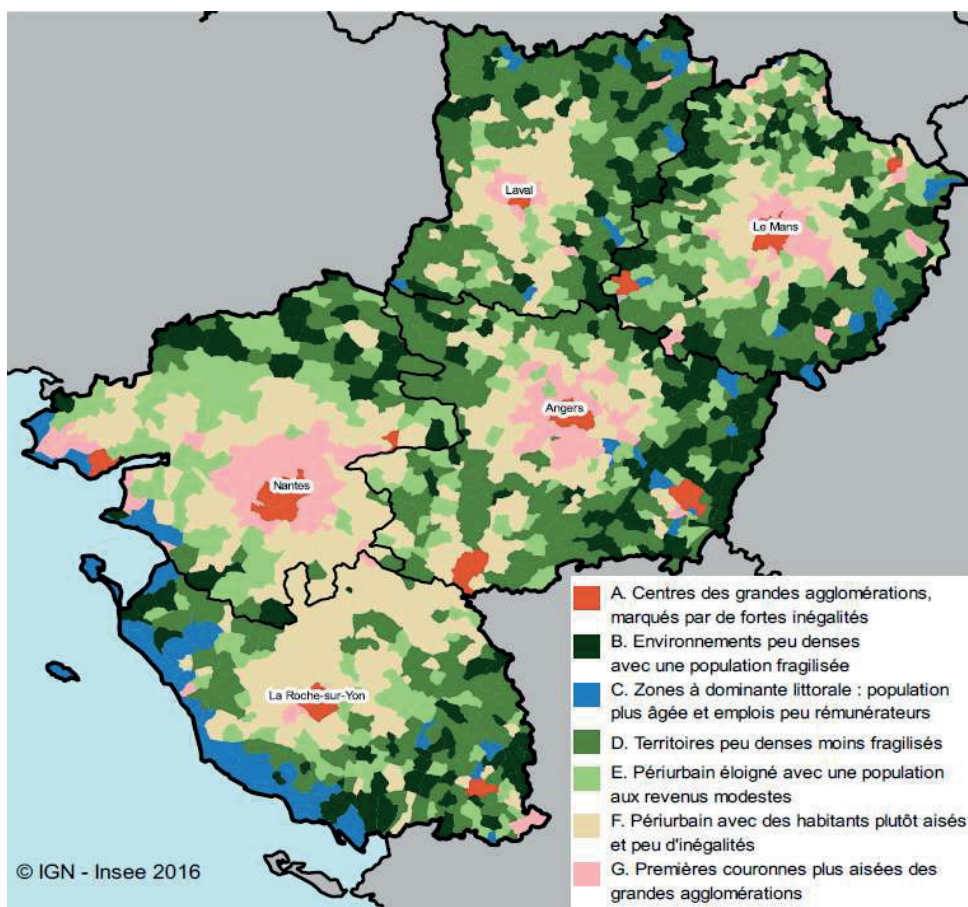 Laval
Le Mans
Angers
Nantes
La Roche-sur-Yon
A. Centres des grandes agglomérations,
marqués par de fortes inégalités
B. Environnements peu denses
avec une population fragilisée
C. Zones à dominante littorale : population
plus âgée et emplois peu rémunérateurs
D. Territoires peu denses moins fragilisés
E. Périurbain éloigné avec une population
aux revenus modestes
F. Périurbain avec des habitants plutôt aisés
et peu d'inégalités
G. Premières couronnes plus aisées des
grandes agglomérations
© IGN - Insee 2016